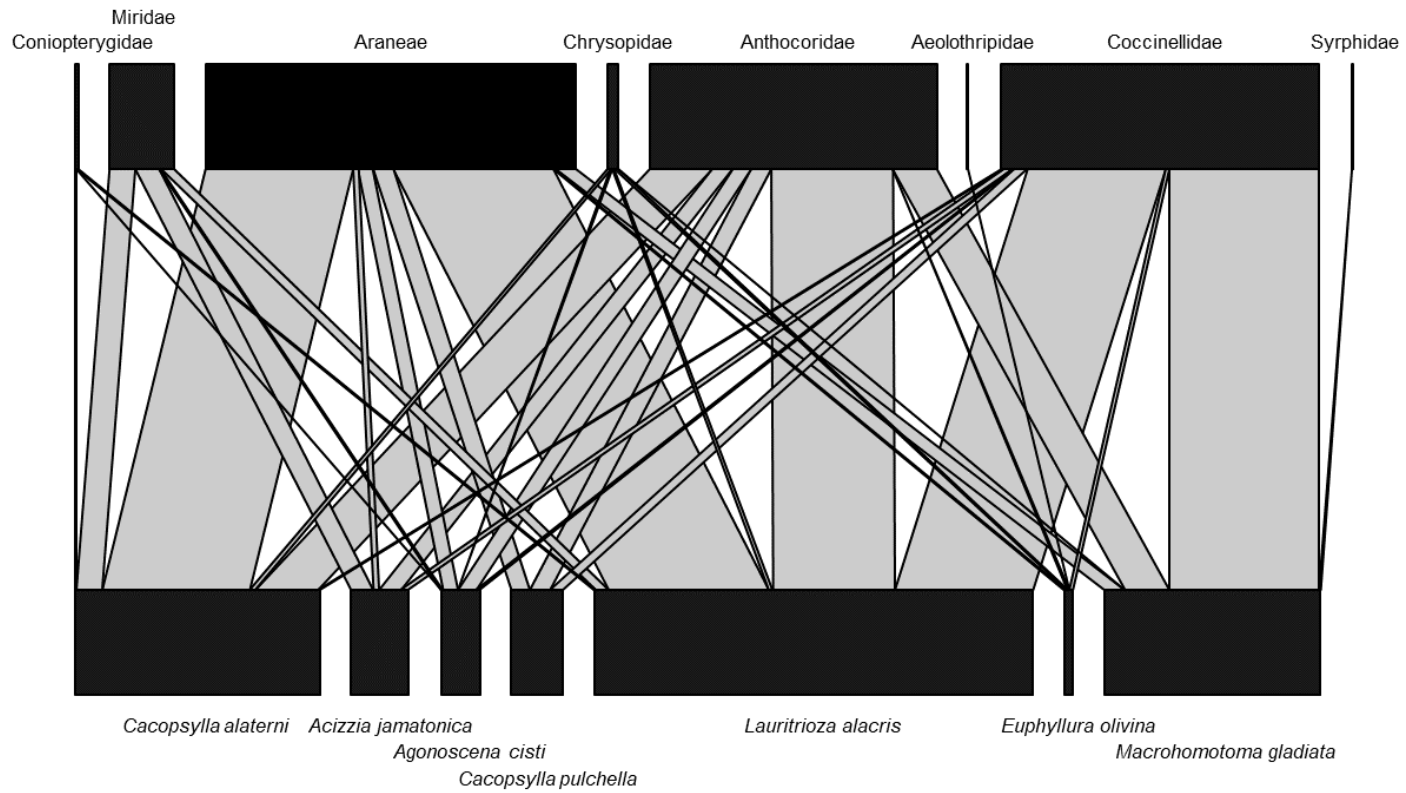 Miridae
Coniopterygidae Araneae Chrysopidae Anthocoridae Aeolothripidae Coccinellidae Syrphidae
Cacopsylla alaterni Acizzia jamatonica Lauritrioza alacris Euphyllura olivina
Agonoscena cisti Macrohomotoma gladiata
Cacopsylla pulchella